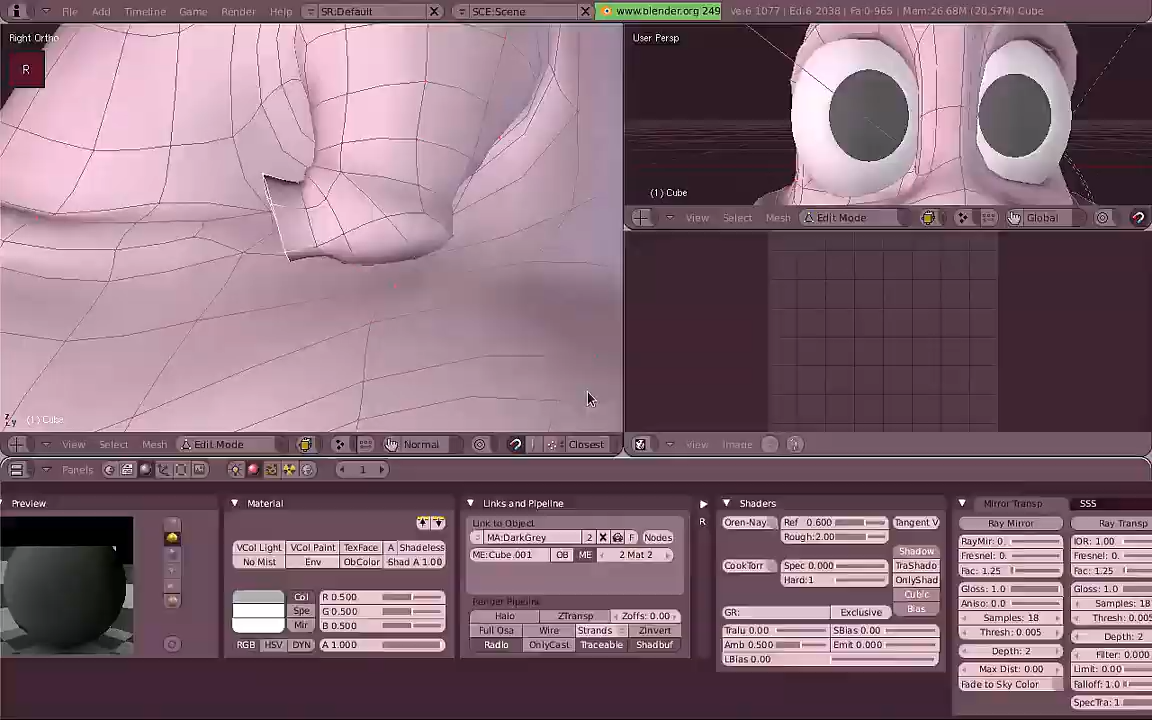 File Add Timeline Game Render Help SR:Default SCE:Scene www.blender.org 249 Ve:6 1077 | Ed:6 2038 | Fa:0-965 | Mem:26.68M (20.57M) Cube
Right Ortho
R
(1) Cube
View Select Mesh Edit Mode Normal Closest
User Persp
(1) Cube
View Select Mesh Edit Mode Global
View Image
Panels 1
Preview
Material
VCol Light VCol Paint TexFace A Shadeless
No Mist Env ObColor Shad A 1.00
Col R 0.500
Spe G 0.500
Mir B 0.500
RGB HSV DYN A 1.000
Links and Pipeline
Link to Object
MA:DarkGrey 2 F Nodes
ME:Cube.001 OB ME 2 Mat 2
Render Pipeline
Halo ZTransp Zoffs: 0.00
Full Osa Wire Strands ZInvert
Radio OnlyCast Traceable Shadbuf
R
Shaders
Oren-Nay Ref 0.600 Tangent V
Rough:2.00
Shadow
CookTorr Spec 0.000 TraShado
Hard:1 OnlyShad
Cubic
GR: Exclusive Bias
Tralu 0.00 SBias 0.00
Amb 0.500 Emit 0.000
LBias 0.00
Mirror Transp SSS
Ray Mirror Ray Transp
RayMir: 0. IOR: 1.00
Fresnel: 0. Fresnel: 0.
Fac: 1.25 Fac: 1.25
Gloss: 1.0 Gloss: 1.0
Aniso: 0.0 Samples: 18
Samples: 18 Thresh: 0.005
Thresh: 0.005 Depth: 2
Depth: 2 Filter: 0.000
Max Dist: 0.00 Limit: 0.00
Fade to Sky Color Falloff: 1.0
SpecTra: 1